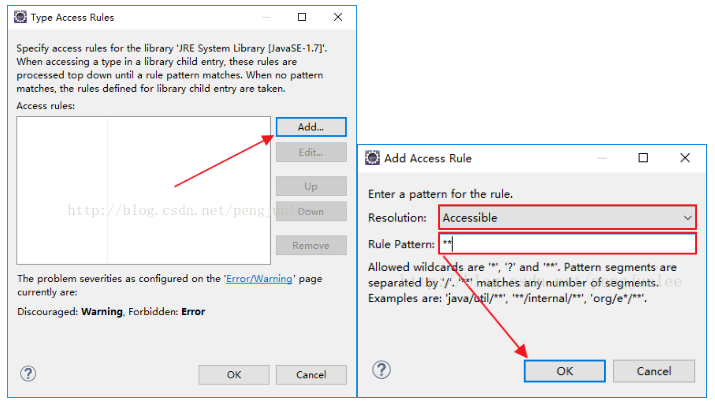 Type Access Rules
Specify access rules for the library 'JRE System Library [JavaSE-1.7]'.
When accessing a type in a library child entry, these rules are
processed top down until a rule pattern matches. When no pattern
matches, the rules defined for library child entry are taken.
Access rules:
Add...
Edit...
Up
http://blog.csdn.net/pengjunlee
Down
Remove
The problem severities as configured on the 'Error/Warning' page
currently are:
Discouraged: Warning, Forbidden: Error
OK
Cancel
Add Access Rule
Enter a pattern for the rule.
Resolution:
Accessible
Rule Pattern:
**
Allowed wildcards are '*', '?' and '**'. Pattern segments are
separated by '/'. '**' matches any number of segments.
Examples are: 'java/util/**', '**/internal/**', 'org/e*/**'.
OK
Cancel